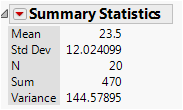 Summary Statistics
Mean 23.5
Std Dev 12.024099
N 20
Sum 470
Variance 144.57895